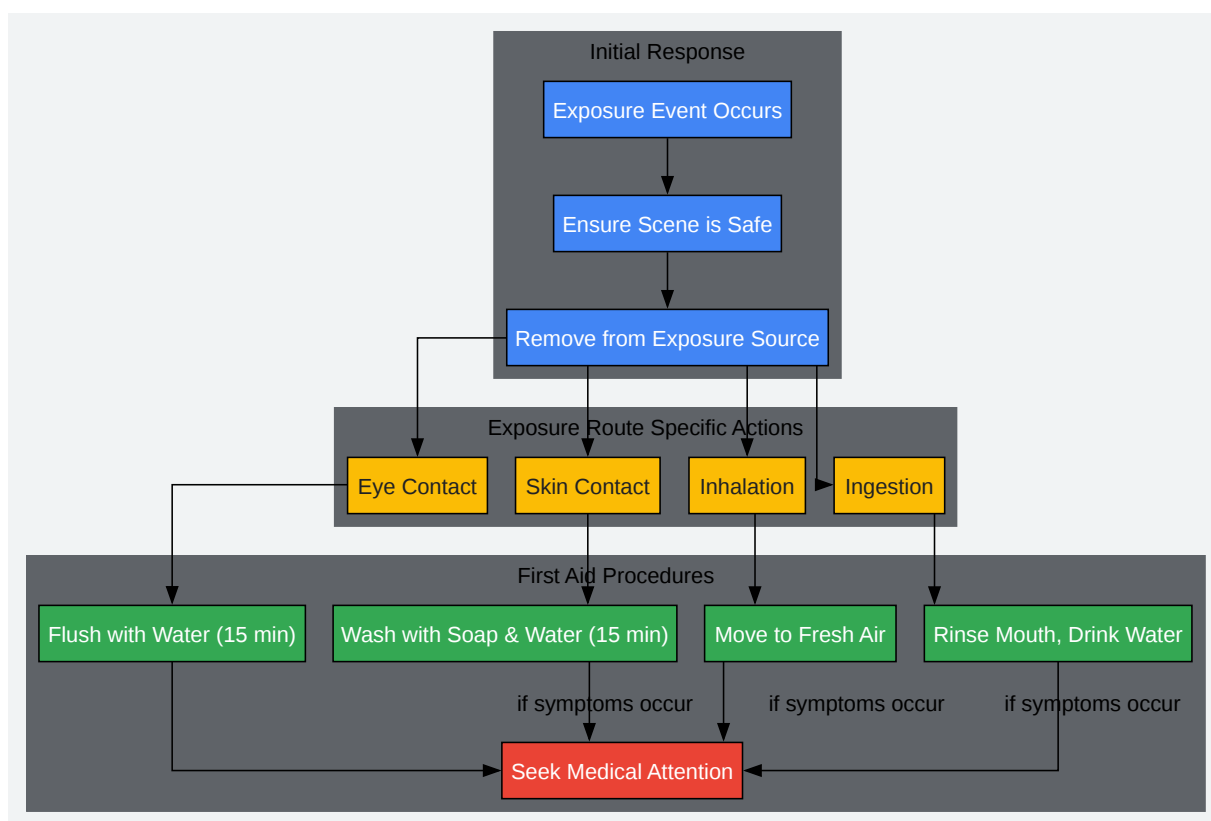 Initial Response
Exposure Event Occurs
Ensure Scene is Safe
Remove from Exposure Source
Exposure Route Specific Actions
Eye Contact
Skin Contact
Inhalation
Ingestion
First Aid Procedures
Flush with Water (15 min)
Wash with Soap & Water (15 min)
Move to Fresh Air
Rinse Mouth, Drink Water
if symptoms occur
if symptoms occur
if symptoms occur
Seek Medical Attention